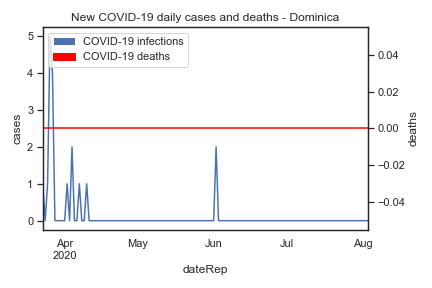 New COVID-19 daily cases and deaths - Dominica
COVID-19 infections
COVID-19 deaths
5
4
3
2
1
0
cases
0.04
0.02
0.00
−0.02
−0.04
deaths
Apr
2020
May
Jun
Jul
Aug
dateRep